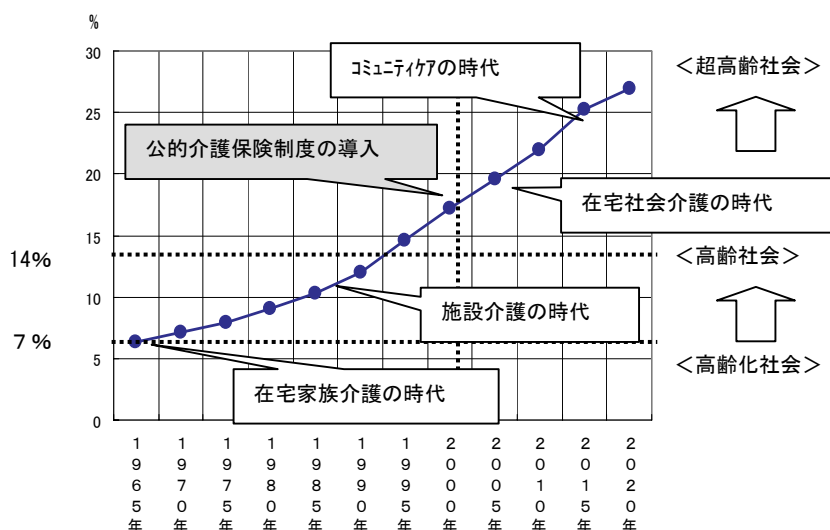 %
30
25
20
15
10
5
0
14%
7%
コミュニティケアの時代
公的介護保険制度の導入
在宅社会介護の時代
施設介護の時代
在宅家族介護の時代
<超高齢社会>
<高齢社会>
<高齢化社会>
1965年
1970年
1975年
1980年
1985年
1990年
1995年
2000年
2005年
2010年
2015年
2020年